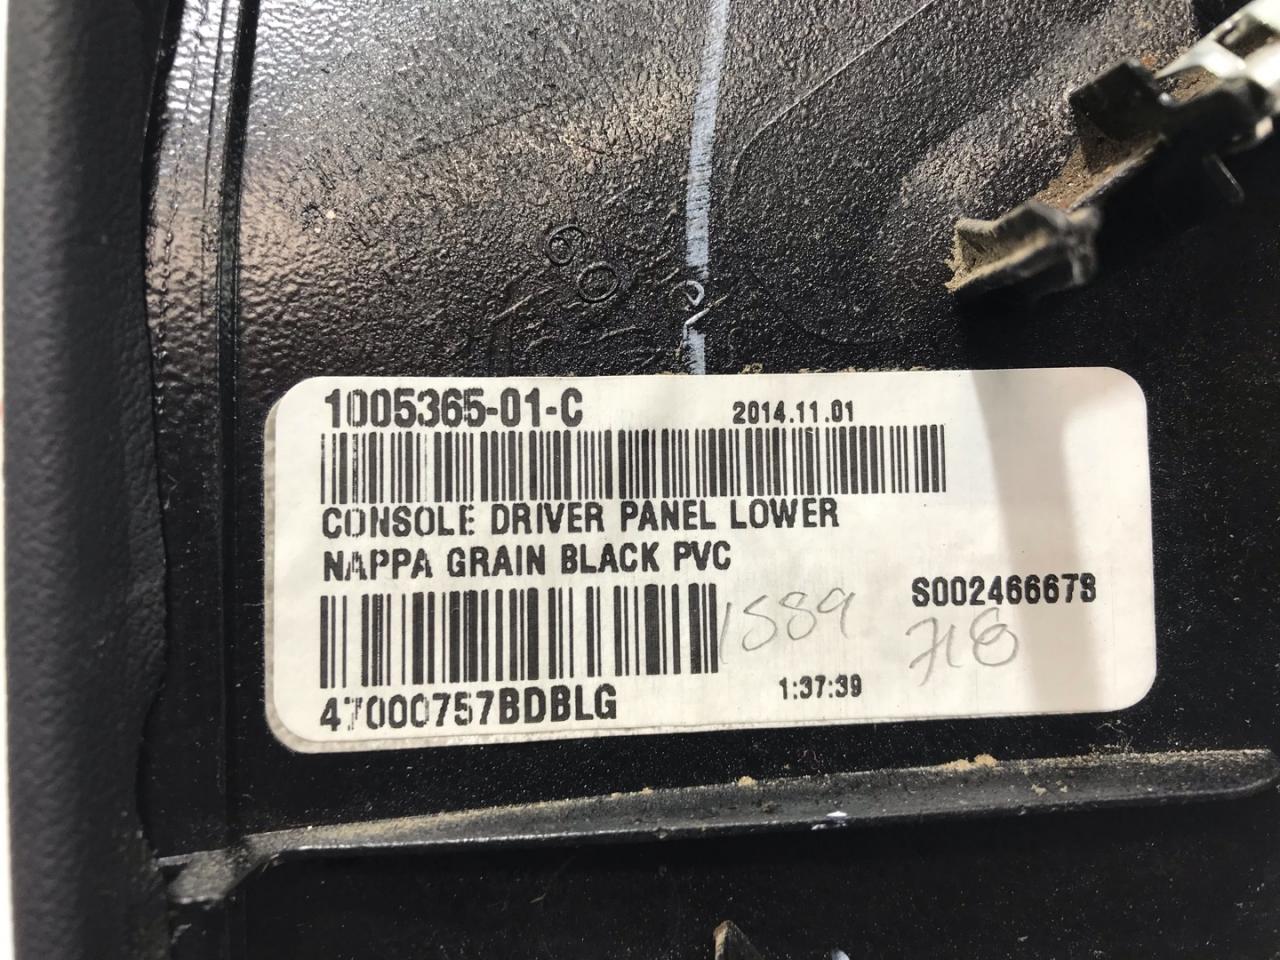 1005365-01-C 2014.11.01
CONSOLE DRIVER PANEL LOWER
NAPPA GRAIN BLACK PVC
S002466678
1589
718
1:37:39
47000757BDBLG